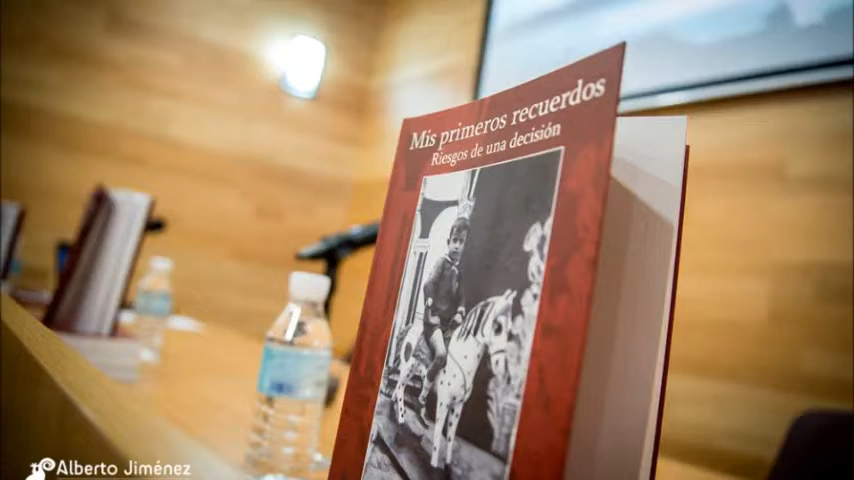 Mis primeros recuerdos
Riesgos de una decisión
Alberto Jiménez